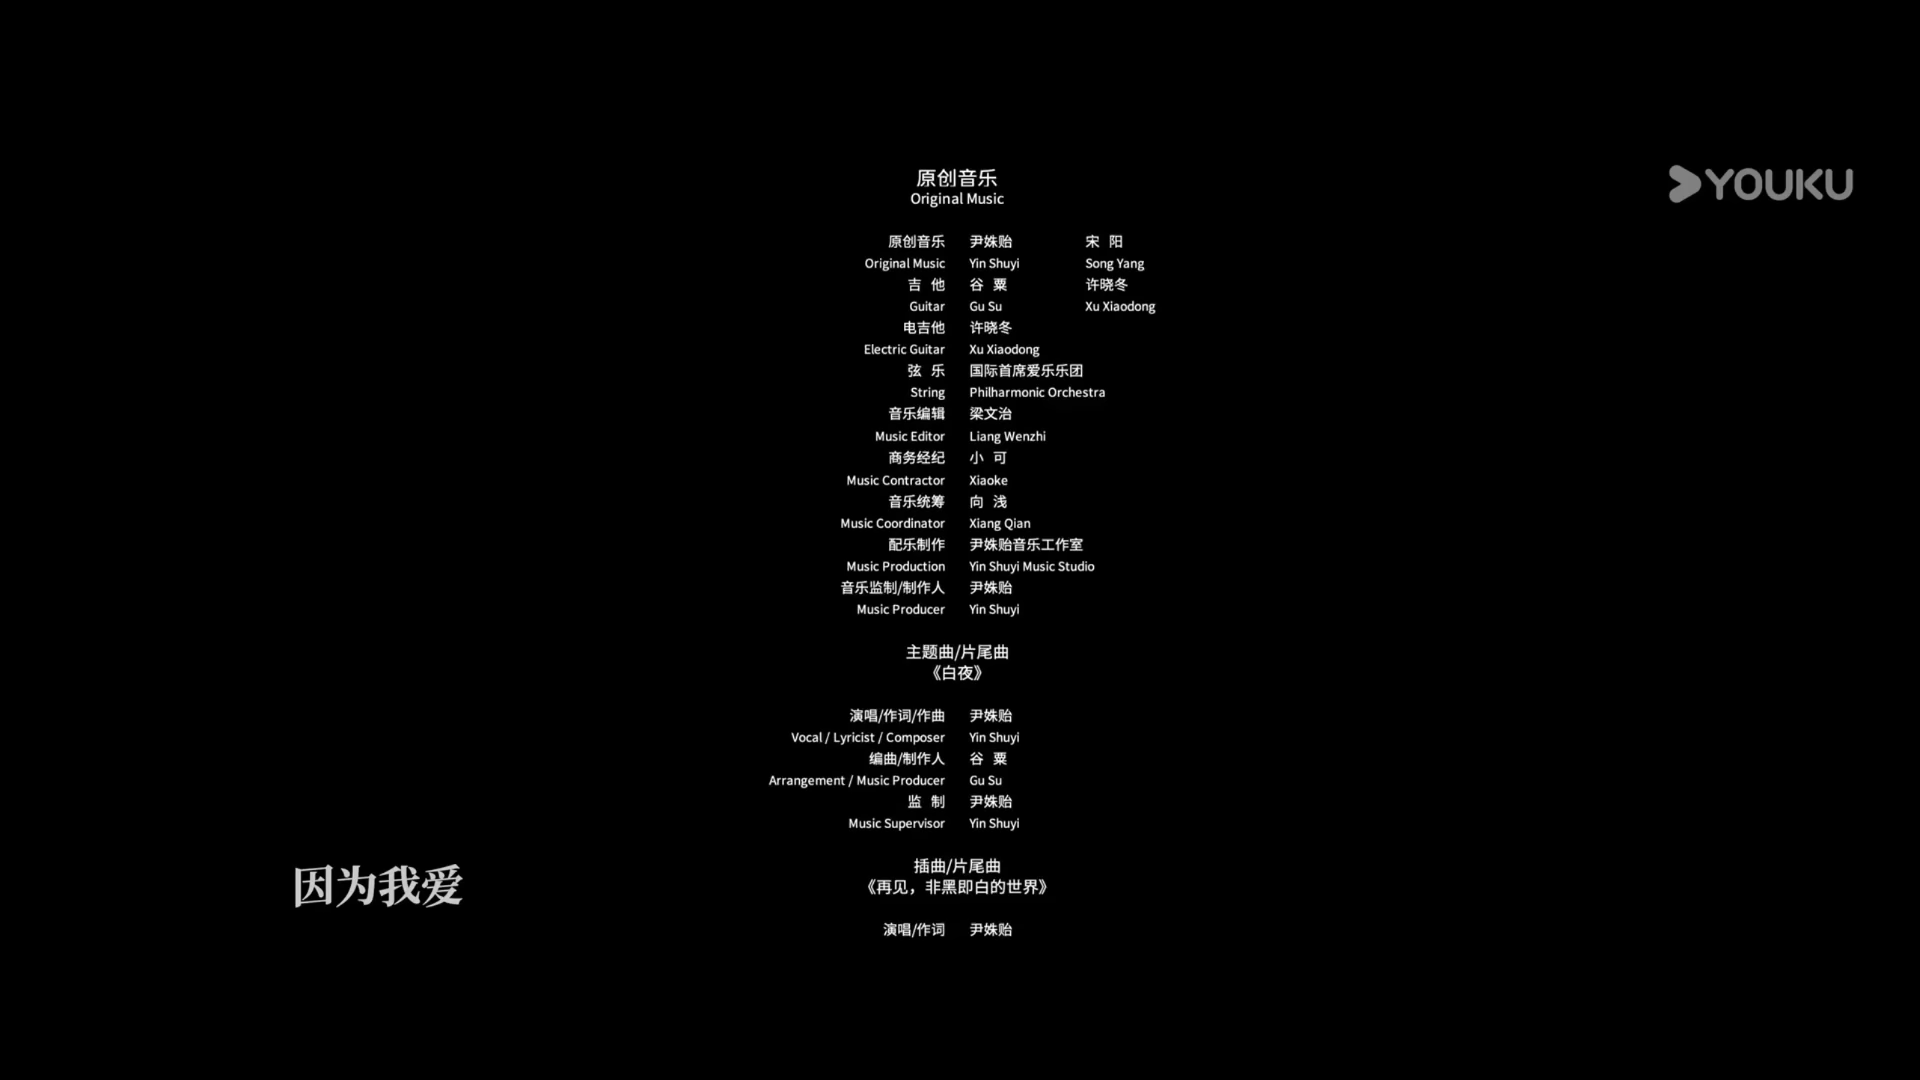 原创音乐
Original Music
YOUKU
原创音乐 尹姝贻 宋 阳
Original Music Yin Shuyi Song Yang
吉 他 谷 粟 许晓冬
Guitar Gu Su Xu Xiaodong
电吉他 许晓冬
Electric Guitar Xu Xiaodong
弦 乐 国际首席爱乐乐团
String Philharmonic Orchestra
音乐编辑 梁文治
Music Editor Liang Wenzhi
商务经纪 小 可
Music Contractor Xiaoke
音乐统筹 向 浅
Music Coordinator Xiang Qian
配乐制作 尹姝贻音乐工作室
Music Production Yin Shuyi Music Studio
音乐监制/制作人 尹姝贻
Music Producer Yin Shuyi
主题曲/片尾曲
《白夜》
演唱/作词/作曲 尹姝贻
Vocal / Lyricist / Composer Yin Shuyi
编曲/制作人 谷 粟
Arrangement / Music Producer Gu Su
监 制 尹姝贻
Music Supervisor Yin Shuyi
插曲/片尾曲
《再见，非黑即白的世界》
因为我爱
演唱/作词 尹姝贻